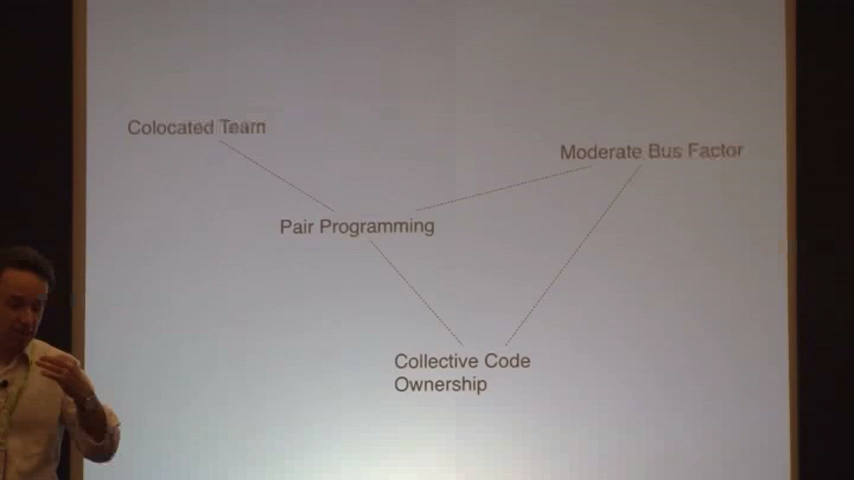 Colocated Team
Moderate Bus Factor
Pair Programming
Collective Code
Ownership